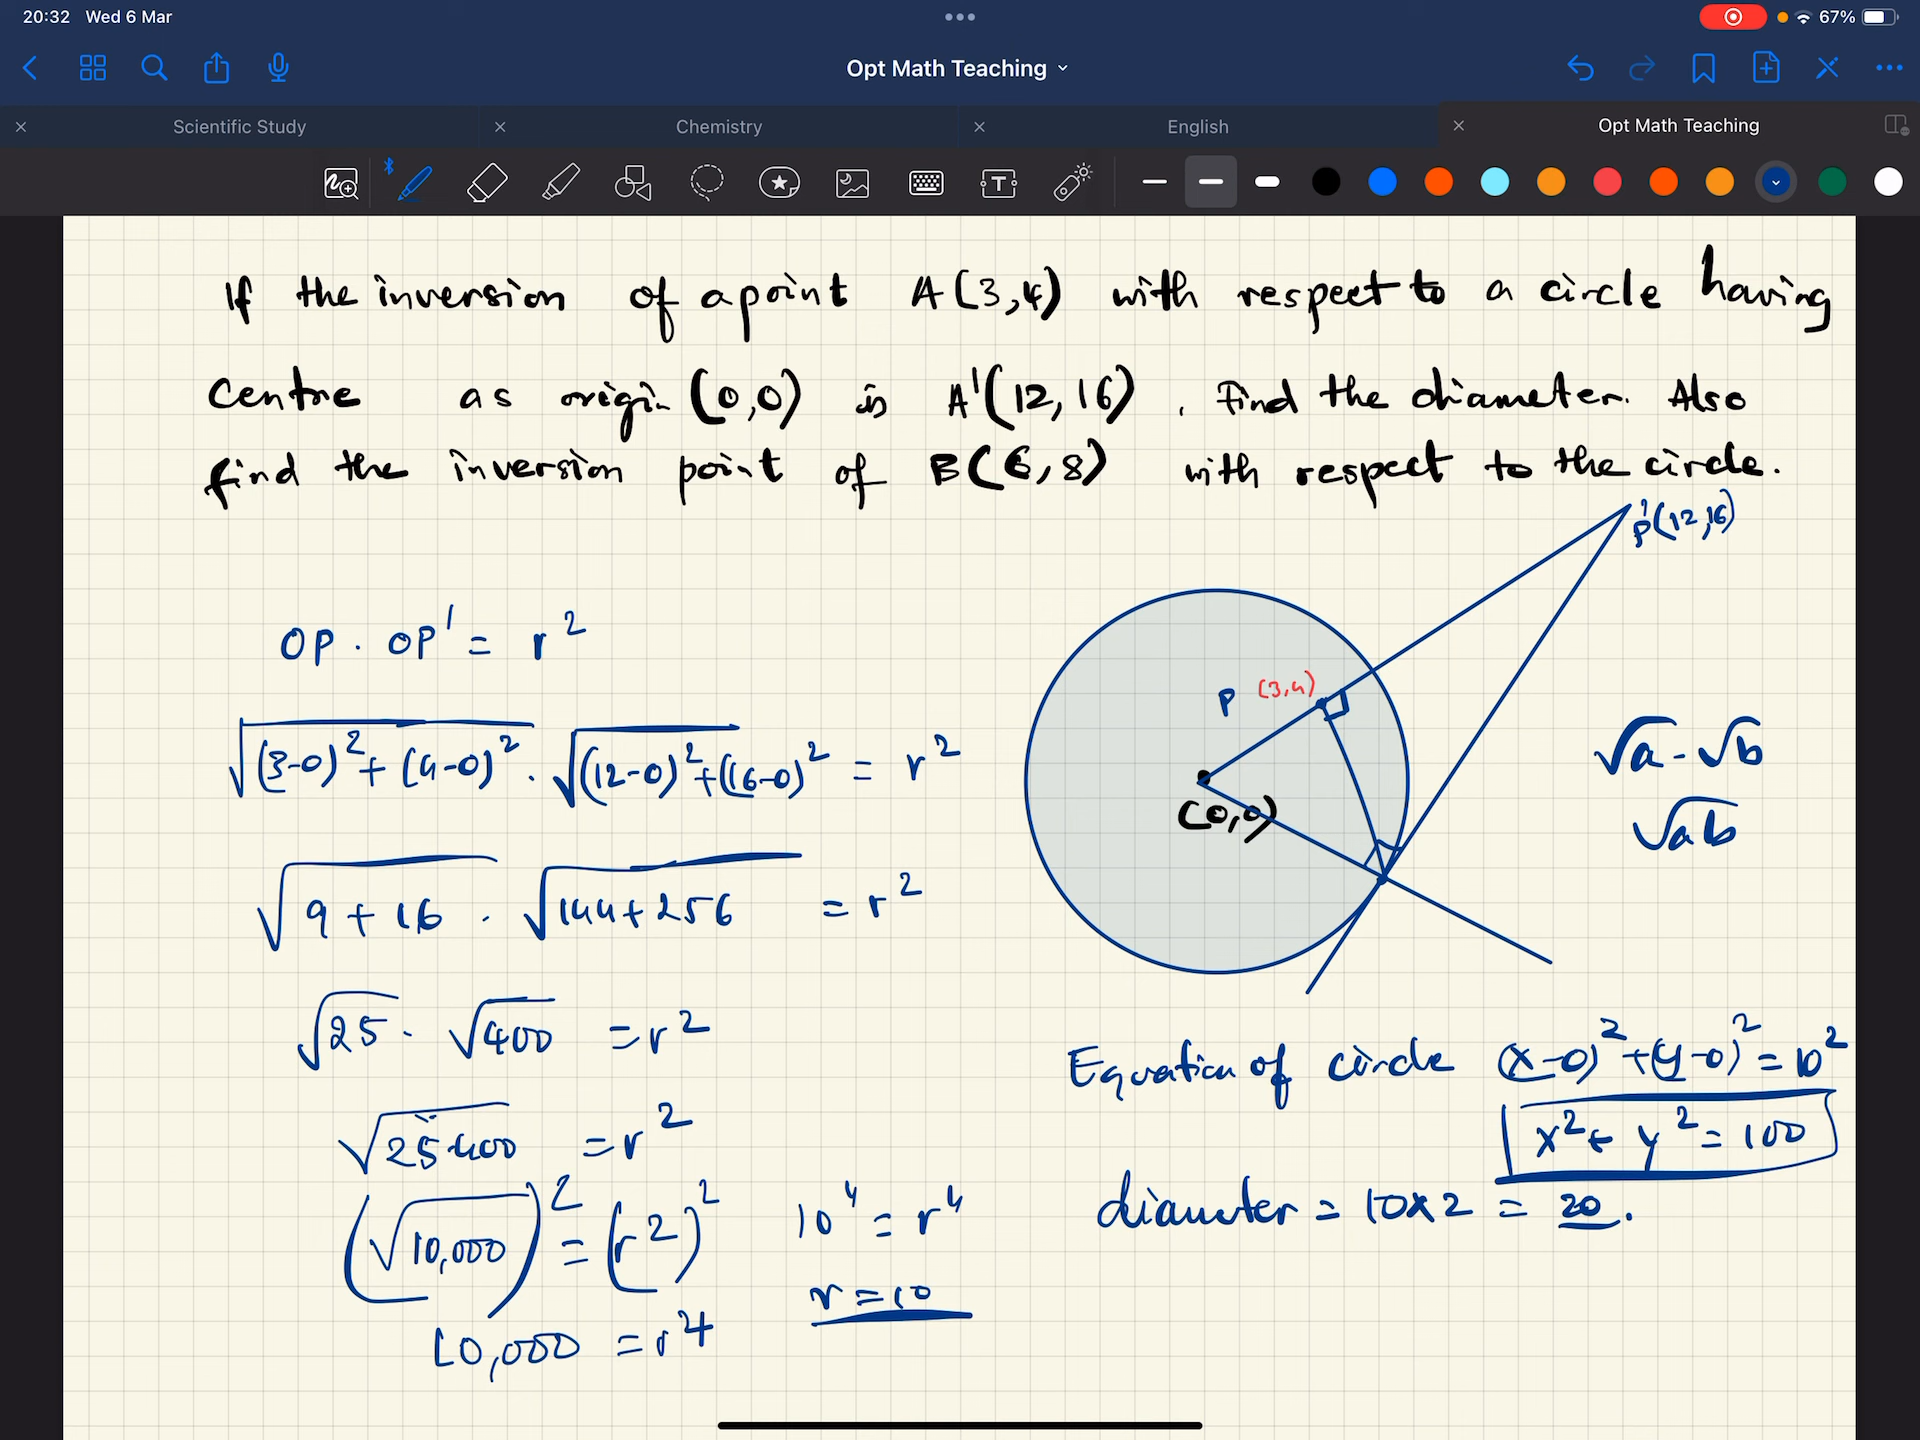 20:32 Wed 6 Mar
67%
Opt Math Teaching
Scientific Study
Chemistry
English
Opt Math Teaching
If the inversion of a point A(3,4) with respect to a circle having
centre as origin (0,0) is A'(12,16). Find the diameter. Also
find the inversion point of B(6,8) with respect to the circle.
P'(12,16)
OP . OP' = r²
P (3,4)
(0,0)
√(3-0)²+(4-0)² . √(12-0)²+(16-0)² = r²
√a - √b
√ab
√9+16 . √144+256 = r²
√25 . √400 = r²
Equation of circle (x-0)²+(y-0)² = 10²
x²+ y² = 100
√25·400 = r²
diameter = 10×2 = 20.
(√10,000)² = (r²)²
10⁴ = r⁴
r = 10
10,000 = r⁴